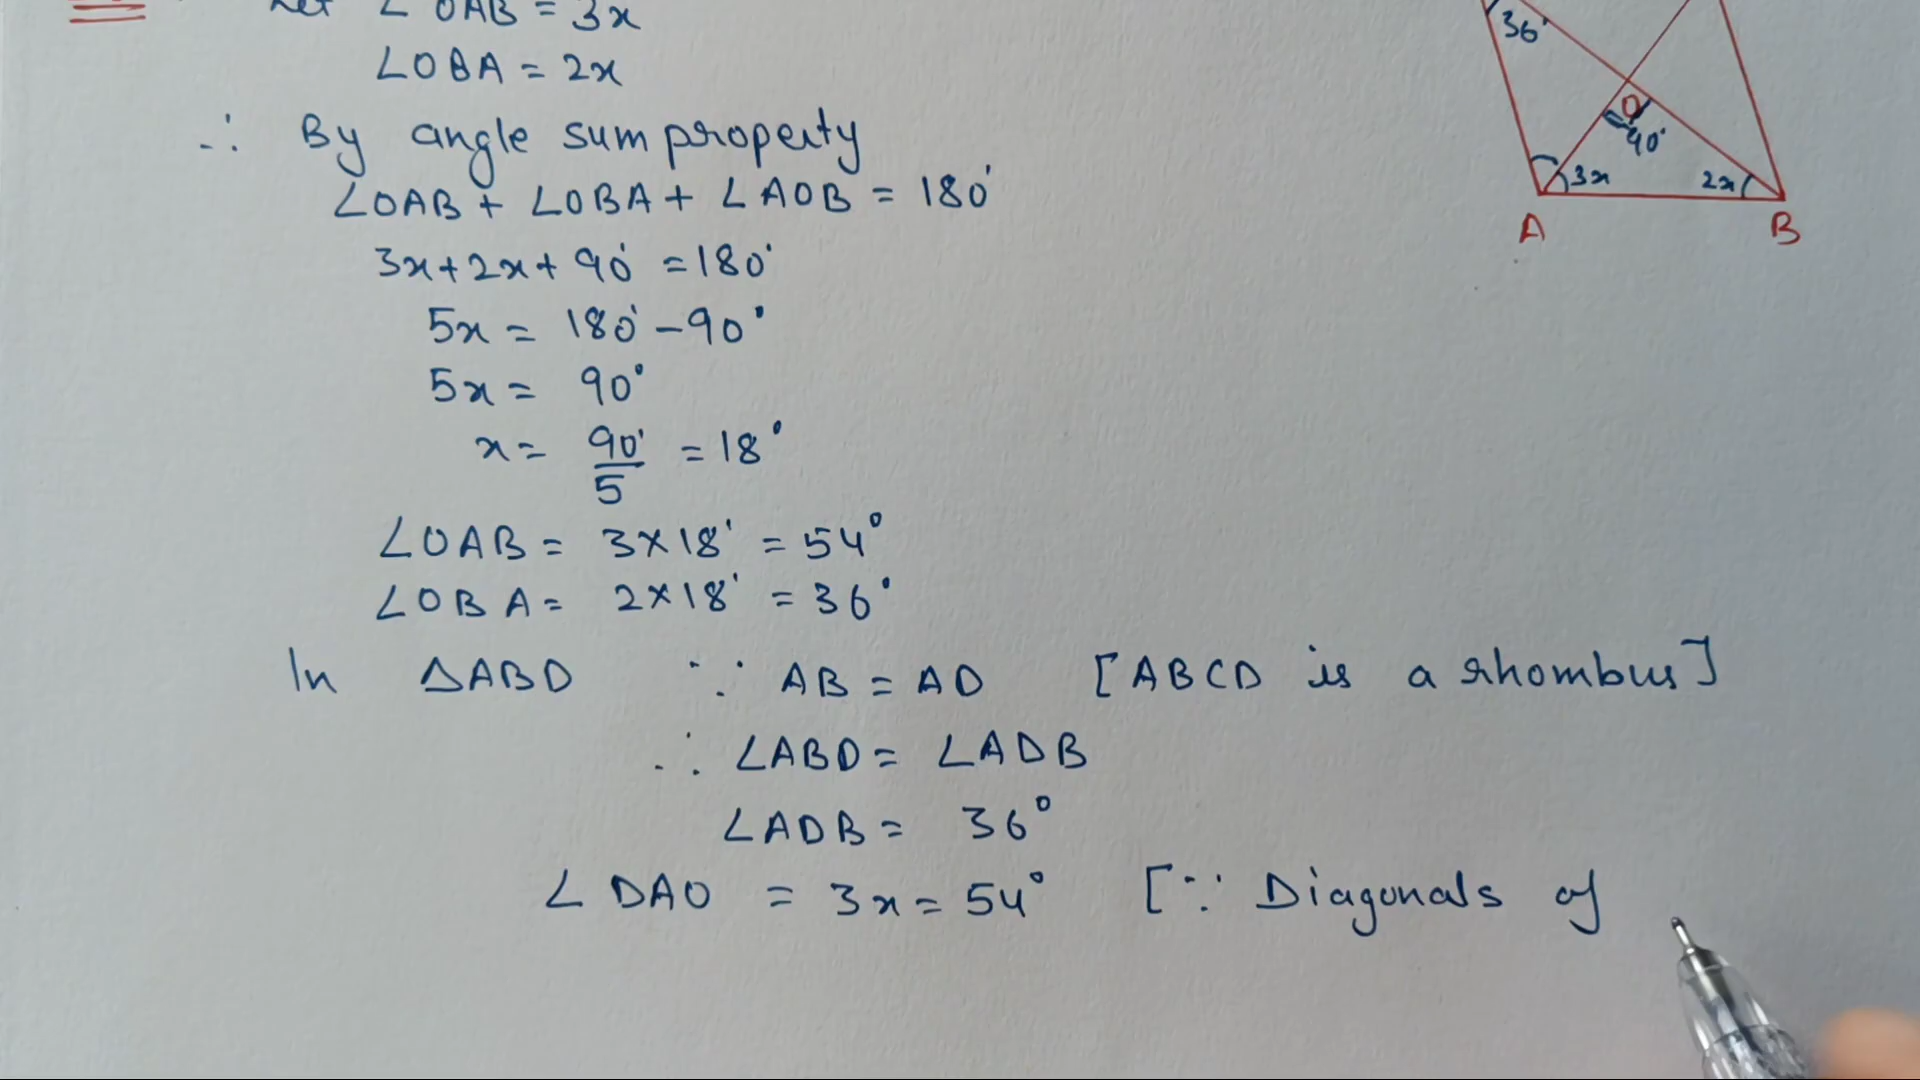 Let ∠OAB = 3x
∠OBA = 2x
∴ By angle sum property
∠OAB + ∠OBA + ∠AOB = 180°
3x + 2x + 90° = 180°
5x = 180° - 90°
5x = 90°
x = 90°/5 = 18°
∠OAB = 3 × 18° = 54°
∠OBA = 2 × 18° = 36°
In △ABD ∵ AB = AD [ABCD is a rhombus]
∴ ∠ABD = ∠ADB
∠ADB = 36°
∠DAO = 3x = 54° [∵ Diagonals of
36°
O
90°
3x 2x
A B